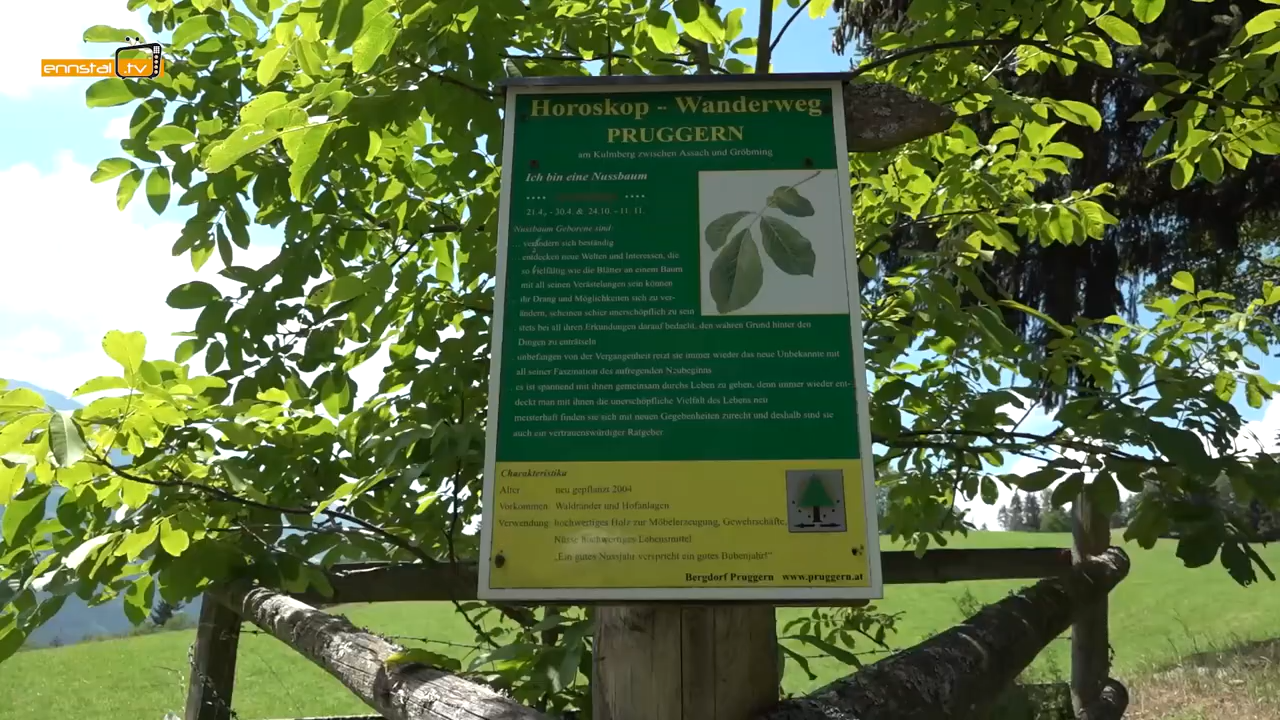 ennstal.tv
Horoskop - Wanderweg
PRUGGERN
am Kulmberg zwischen Assach und Gröbming
Ich bin eine Nussbaum
21.4. - 30.4. & 24.10. - 11. 11.
Nussbaum Geborene sind
... verändern sich beständig
... entdecken neue Welten und Interessen, die
so vielfältig wie die Blätter an einem Baum
mit all seinen Verästelungen sein können
ihr Drang und Möglichkeiten sich zu ver-
ändern, scheinen schier unerschöpflich zu sein
stets bei all ihren Erkundungen darauf bedacht, den wahren Grund hinter den
Dingen zu enträtseln
unbefangen von der Vergangenheit reizt sie immer wieder das neue Unbekannte mit
all seiner Faszination des aufregenden Neubeginns
es ist spannend mit ihnen gemeinsam durchs Leben zu gehen, denn immer wieder ent-
deckt man mit ihnen die unerschöpfliche Vielfalt des Lebens neu
meisterhaft finden sie sich mit neuen Gegebenheiten zurecht und deshalb sind sie
auch ein vertrauenswürdiger Ratgeber
Charakteristika
Alter neu gepflanzt 2004
Vorkommen: Waldränder und Hofanlagen
Verwendung: hochwertiges Holz zur Möbelerzeugung, Gewehrschäfte,
Nüsse hochwertiges Lebensmittel
„Ein gutes Nussjahr verspricht ein gutes Bubenjahr!“
Bergdorf Pruggern www.pruggern.at